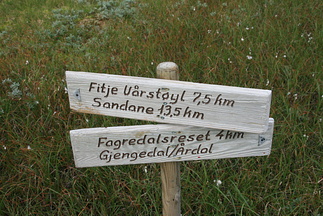 Fitje Vårstøyl 7,5 km
Sandane 13,5 km
Fagredalsreset 4 km
Gjengedal/Årdal